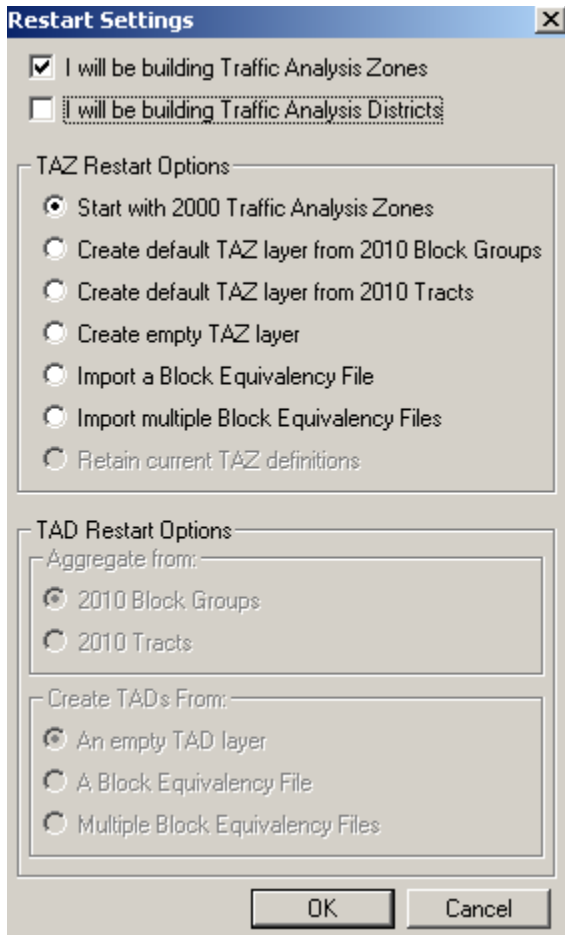 Restart Settings
I will be building Traffic Analysis Zones
I will be building Traffic Analysis Districts
TAZ Restart Options
Start with 2000 Traffic Analysis Zones
Create default TAZ layer from 2010 Block Groups
Create default TAZ layer from 2010 Tracts
Create empty TAZ layer
Import a Block Equivalency File
Import multiple Block Equivalency Files
Retain current TAZ definitions
TAD Restart Options
Aggregate from:
2010 Block Groups
2010 Tracts
Create TADs From:
An empty TAD layer
A Block Equivalency File
Multiple Block Equivalency Files
OK Cancel